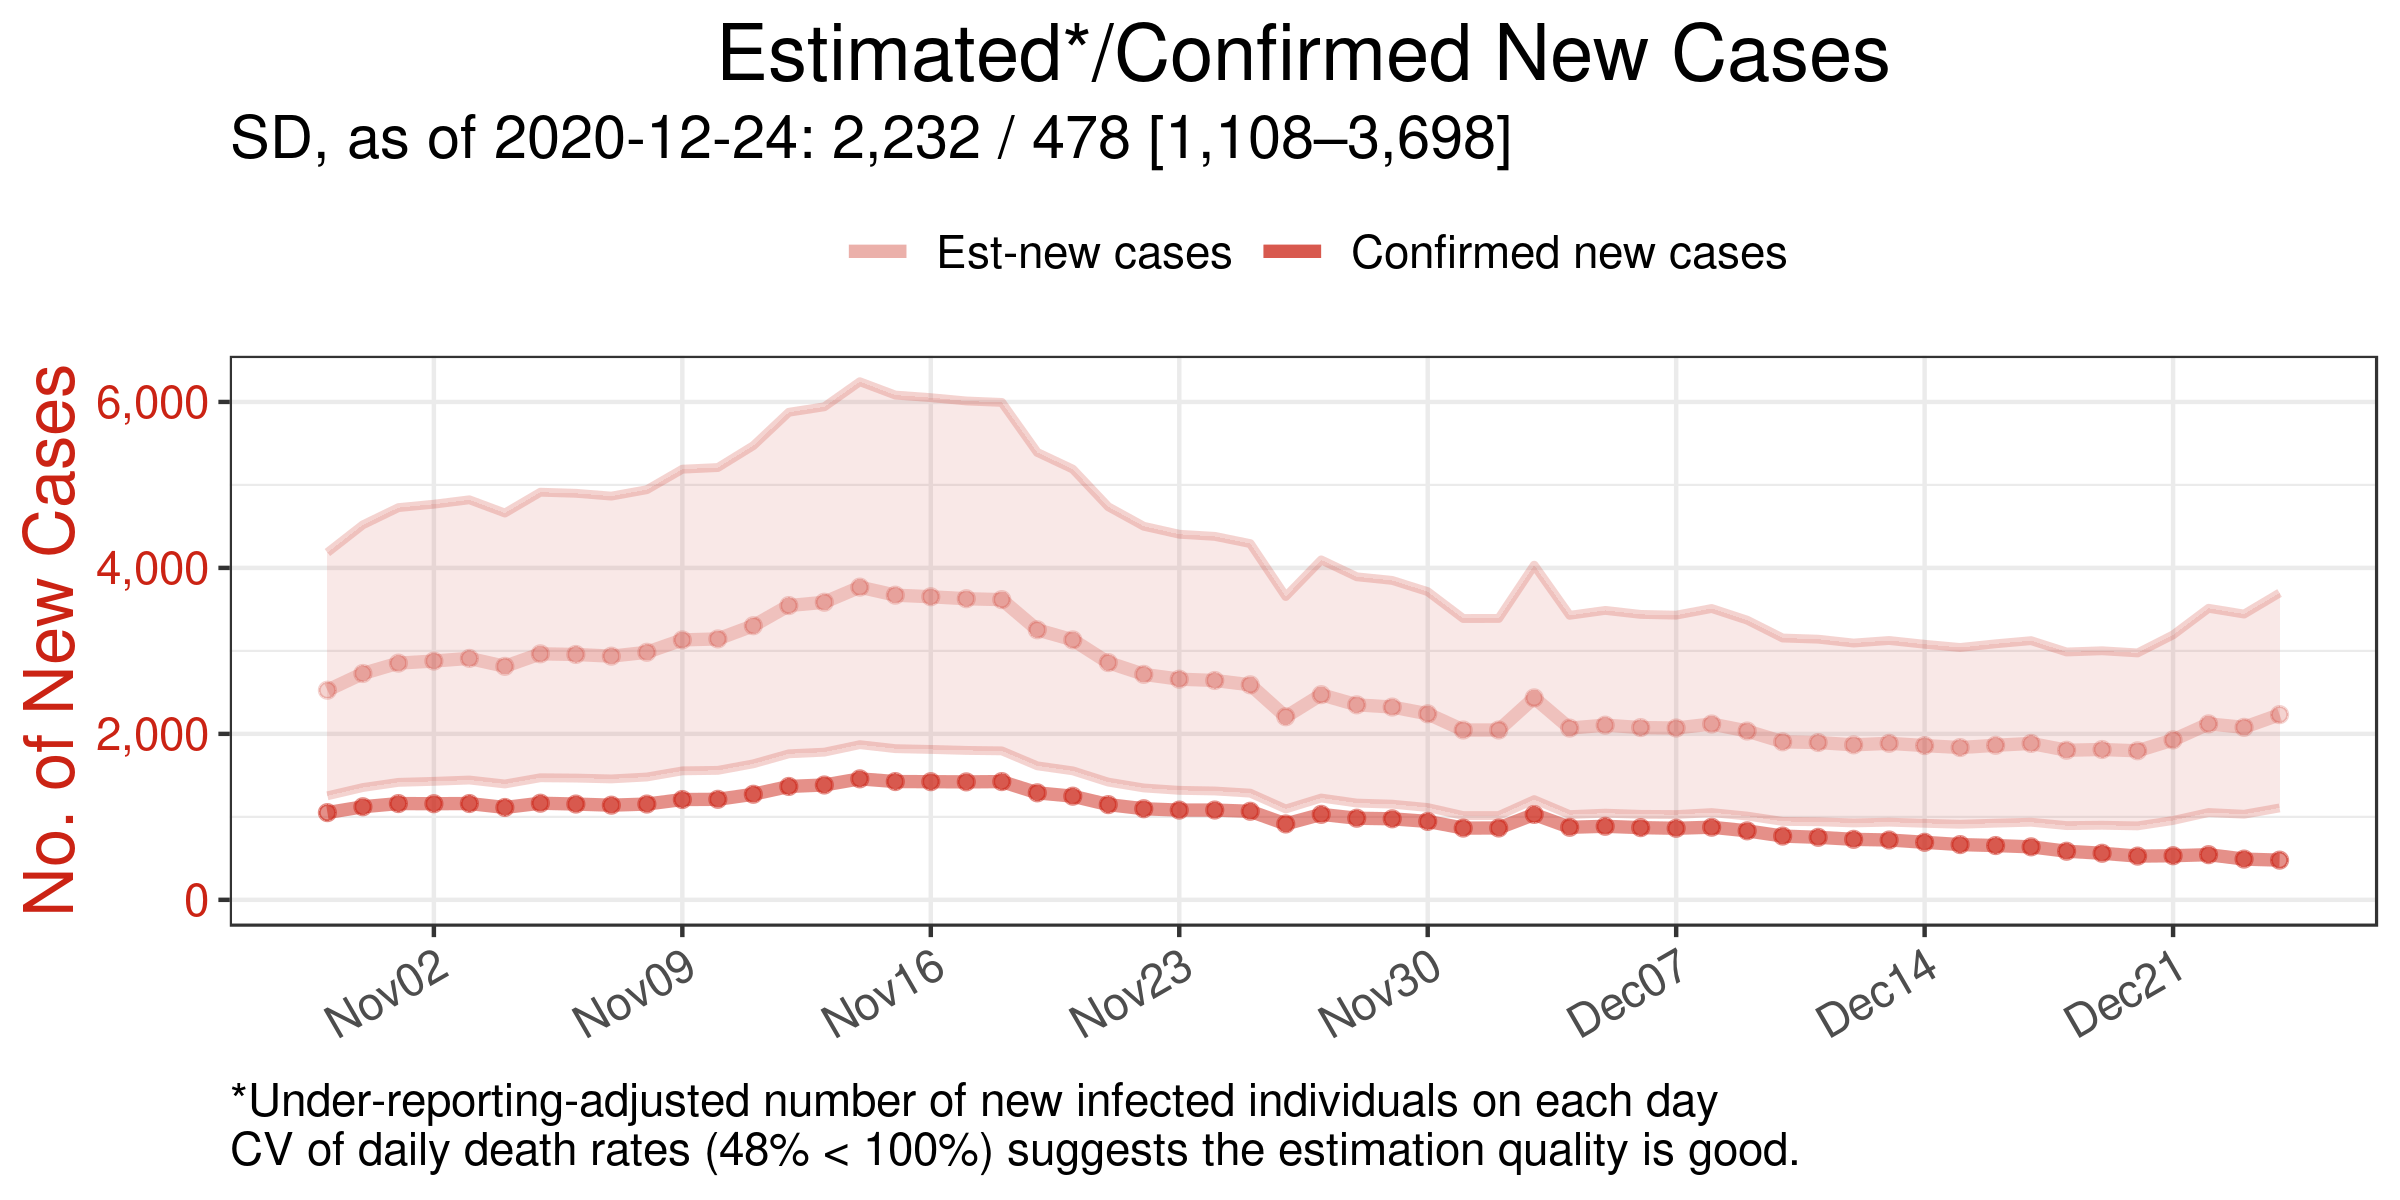 Estimated*/Confirmed New Cases
SD, as of 2020-12-24: 2,232 / 478 [1,108–3,698]
Est-new cases
Confirmed new cases
No. of New Cases
6,000
4,000
2,000
0
Nov02
Nov09
Nov16
Nov23
Nov30
Dec07
Dec14
Dec21
*Under-reporting-adjusted number of new infected individuals on each day
CV of daily death rates (48% < 100%) suggests the estimation quality is good.